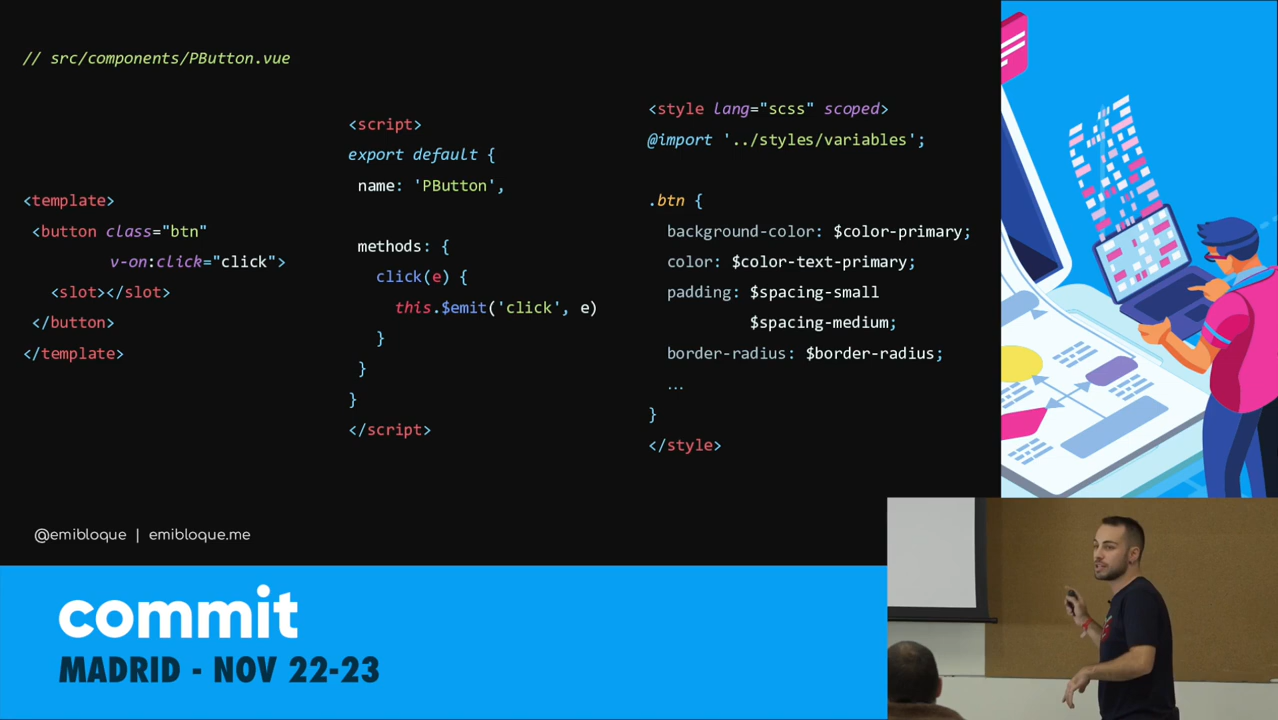 // src/components/PButton.vue
<template>
<button class="btn"
v-on:click="click">
<slot></slot>
</button>
</template>
<script>
export default {
name: 'PButton',
methods: {
click(e) {
this.$emit('click', e)
}
}
}
</script>
<style lang="scss" scoped>
@import '../styles/variables';
.btn {
background-color: $color-primary;
color: $color-text-primary;
padding: $spacing-small
$spacing-medium;
border-radius: $border-radius;
…
}
</style>
@emibloque | emibloque.me
commit
MADRID - NOV 22-23